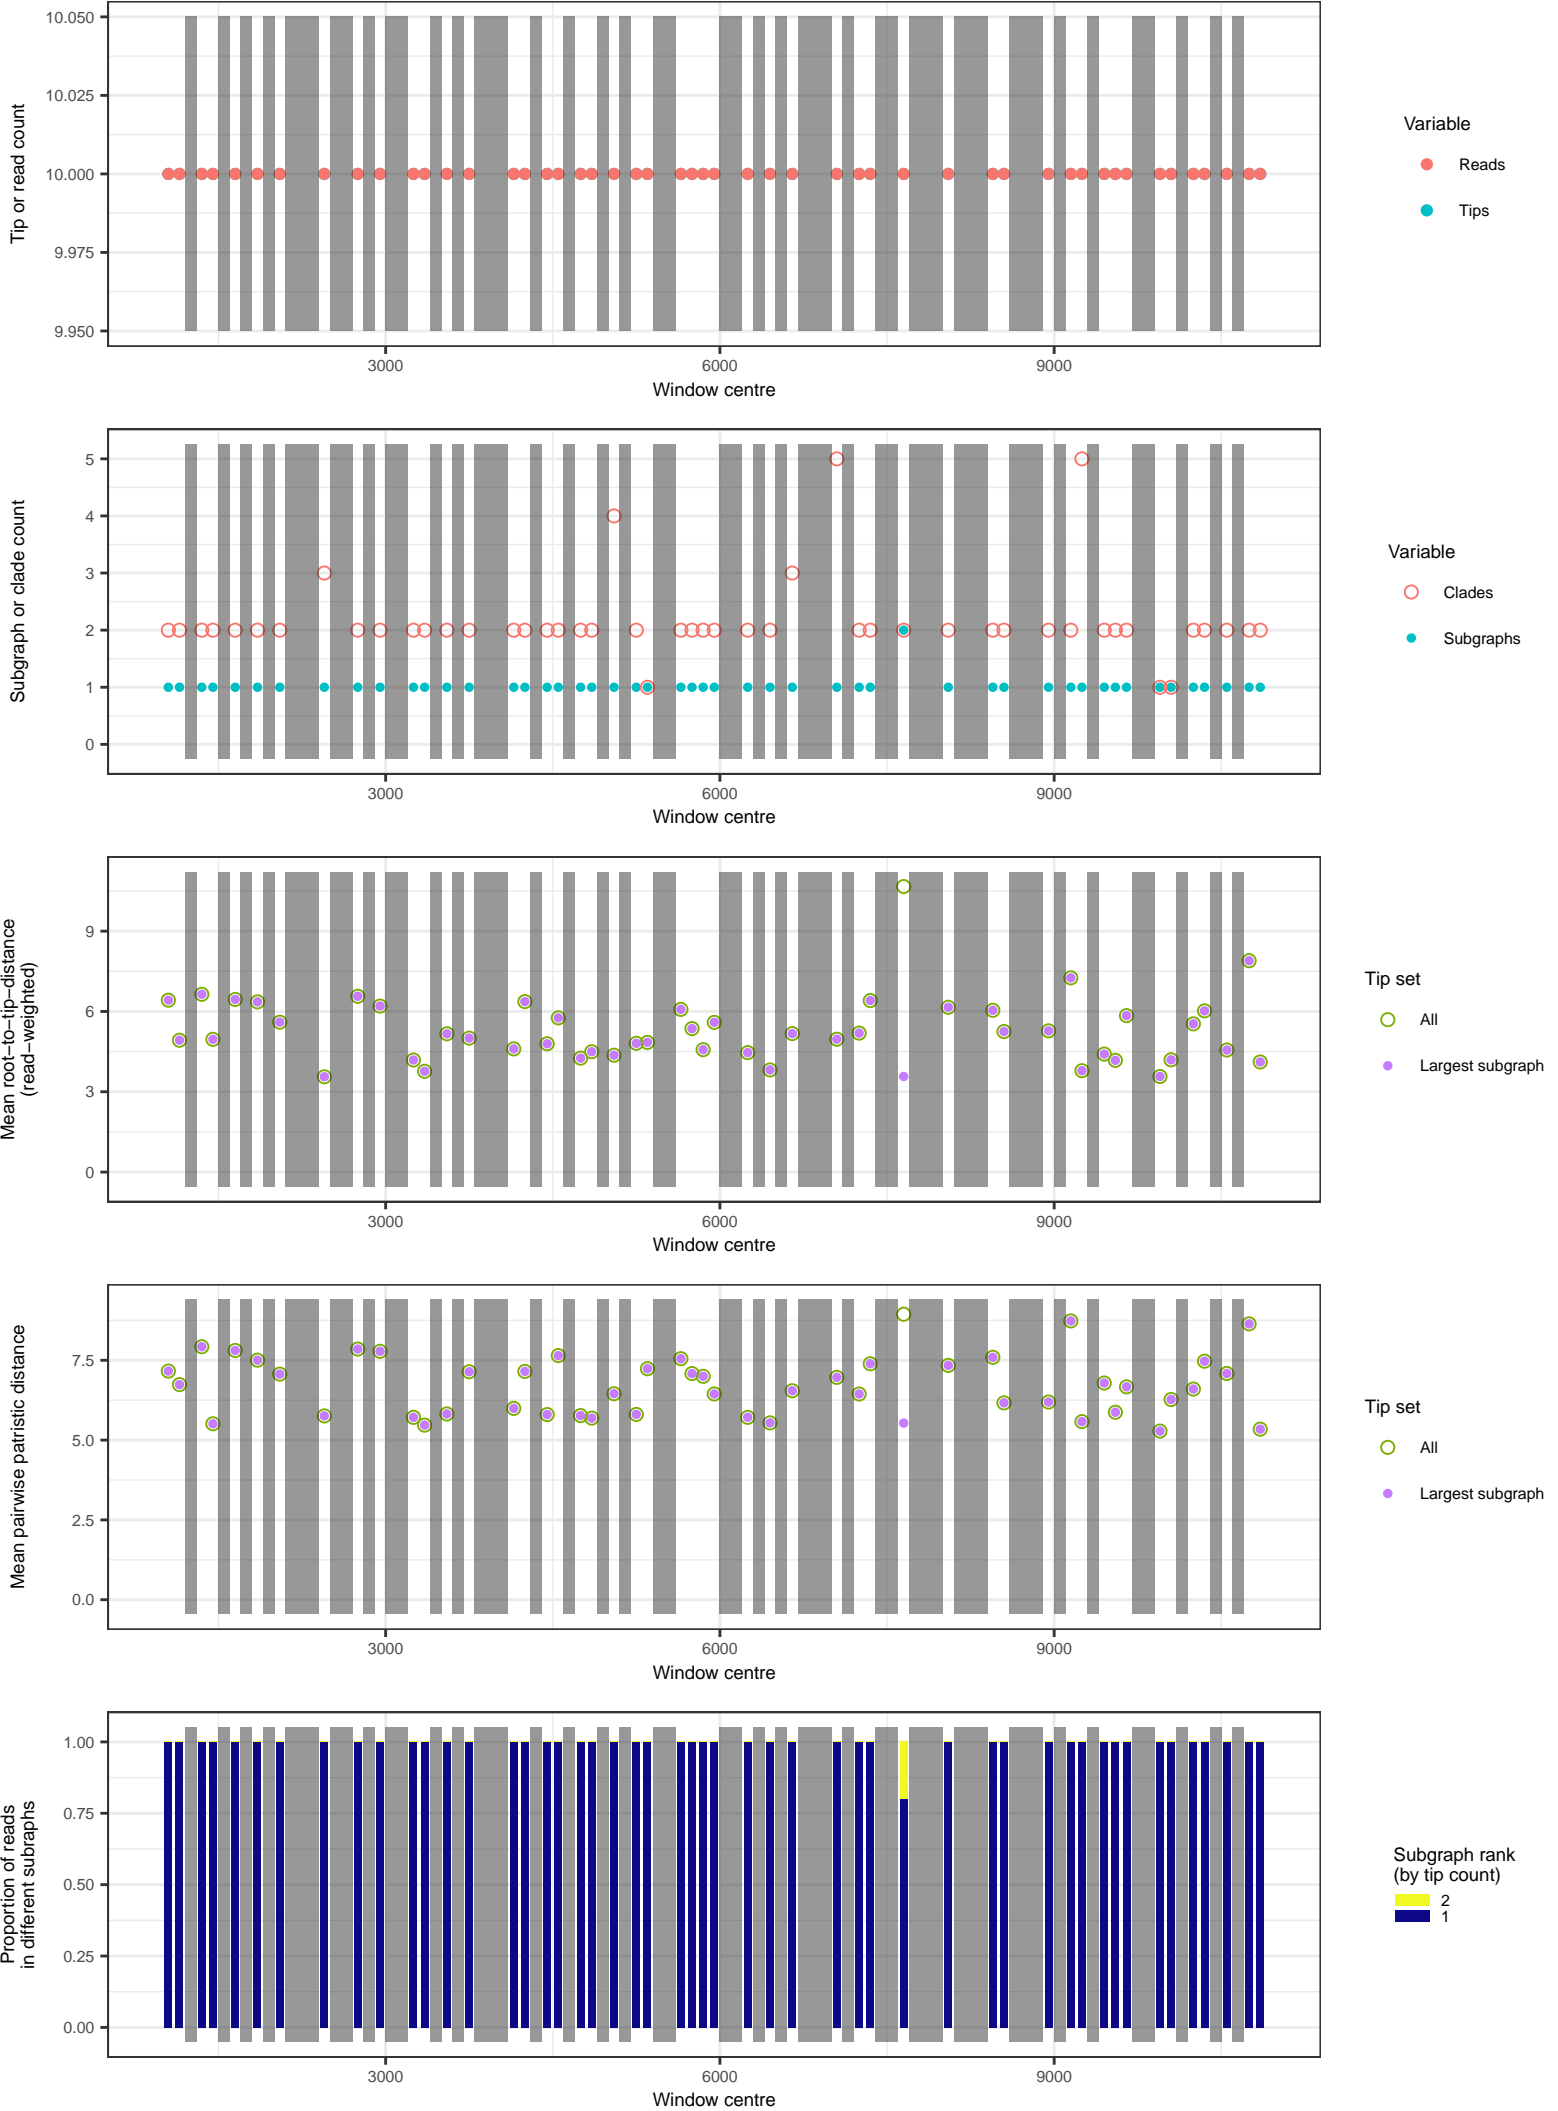 10.050
10.025
10.000
9.975
9.950
Tip or read count
3000
6000
9000
Window centre
Variable
Reads
Tips
5
4
3
2
1
0
Subgraph or clade count
3000
6000
9000
Window centre
Variable
Clades
Subgraphs
9
6
3
0
Mean root−to−tip−distance
(read−weighted)
3000
6000
9000
Window centre
Tip set
All
Largest subgraph
7.5
5.0
2.5
0.0
Mean pairwise patristic distance
3000
6000
9000
Window centre
Tip set
All
Largest subgraph
1.00
0.75
0.50
0.25
0.00
Proportion of reads
in different subraphs
3000
6000
9000
Window centre
Subgraph rank
(by tip count)
2
1